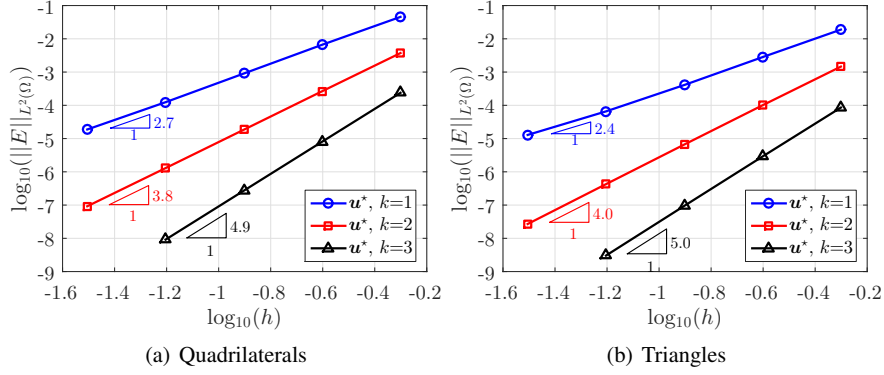 -1
-2
-3
-4
-5
-6
-7
-8
-9
log₁₀(||E||_{L²(Ω)})
2.7
1
3.8
1
4.9
1
u⋆, k=1
u⋆, k=2
u⋆, k=3
-1.6 -1.4 -1.2 -1 -0.8 -0.6 -0.4 -0.2
log₁₀(h)
(a) Quadrilaterals
-1
-2
-3
-4
-5
-6
-7
-8
-9
log₁₀(||E||_{L²(Ω)})
2.4
1
4.0
1
5.0
1
u⋆, k=1
u⋆, k=2
u⋆, k=3
-1.6 -1.4 -1.2 -1 -0.8 -0.6 -0.4 -0.2
log₁₀(h)
(b) Triangles